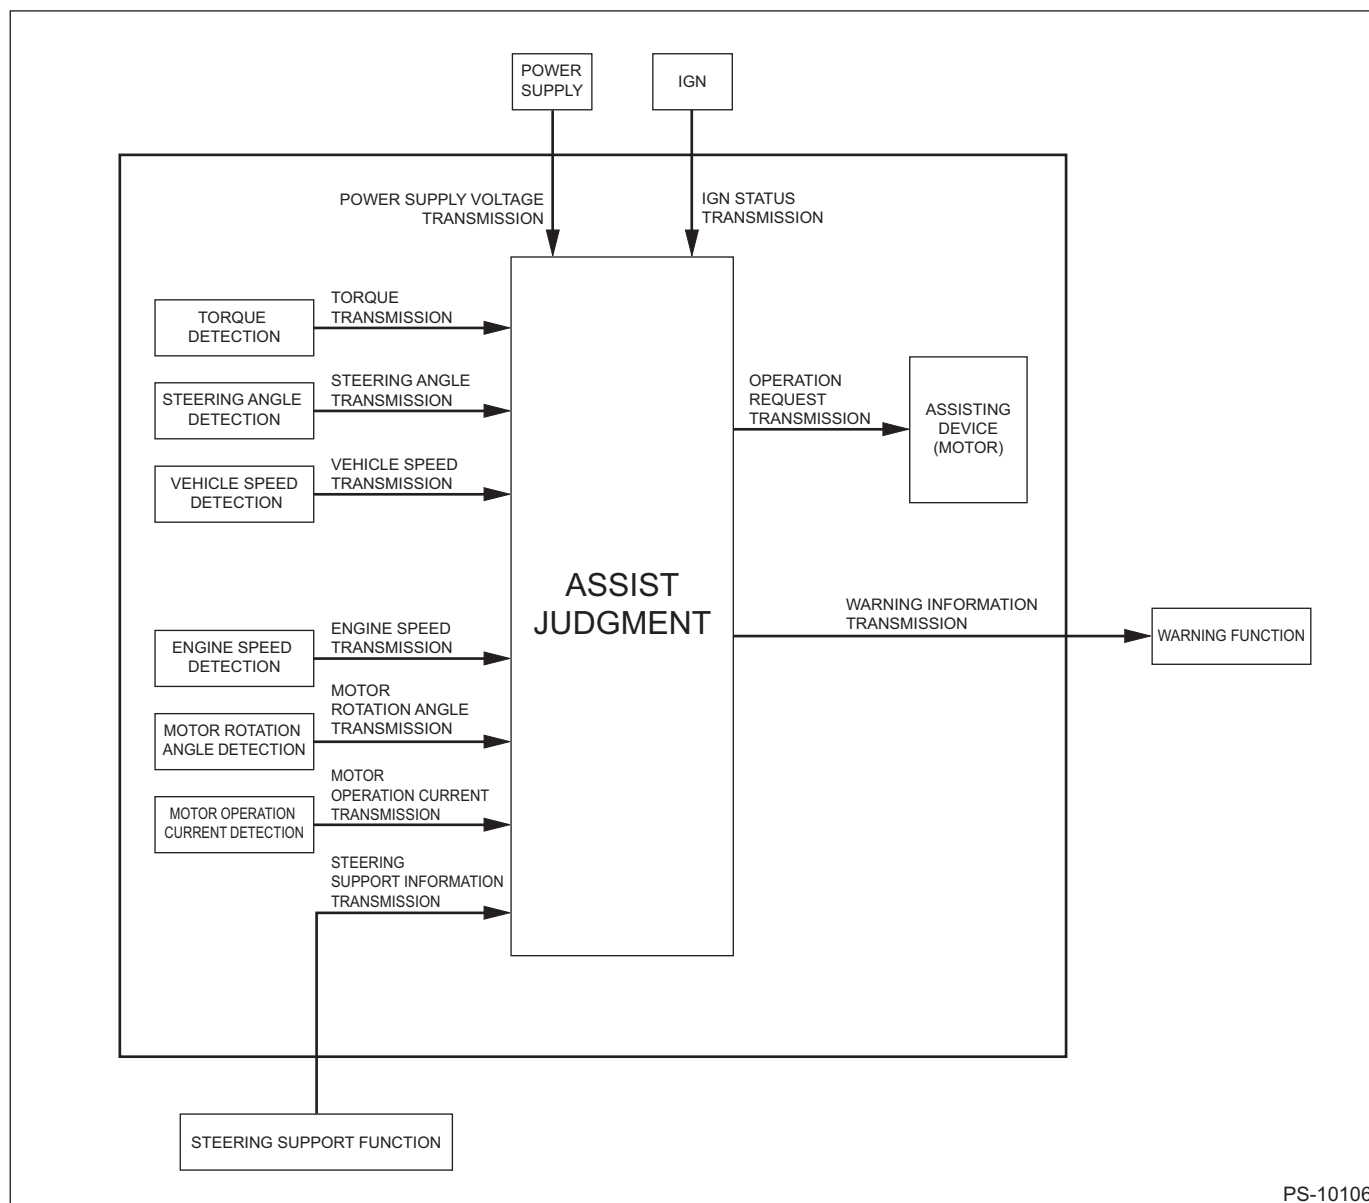 POWER
SUPPLY
IGN
POWER SUPPLY VOLTAGE
TRANSMISSION
IGN STATUS
TRANSMISSION
TORQUE
DETECTION
TORQUE
TRANSMISSION
STEERING ANGLE
DETECTION
STEERING ANGLE
TRANSMISSION
VEHICLE SPEED
DETECTION
VEHICLE SPEED
TRANSMISSION
ENGINE SPEED
DETECTION
ENGINE SPEED
TRANSMISSION
MOTOR ROTATION
ANGLE DETECTION
MOTOR
ROTATION ANGLE
TRANSMISSION
MOTOR OPERATION
CURRENT DETECTION
MOTOR
OPERATION CURRENT
TRANSMISSION
STEERING
SUPPORT INFORMATION
TRANSMISSION
ASSIST
JUDGMENT
OPERATION
REQUEST
TRANSMISSION
ASSISTING
DEVICE
(MOTOR)
WARNING INFORMATION
TRANSMISSION
WARNING FUNCTION
STEERING SUPPORT FUNCTION
PS-10106